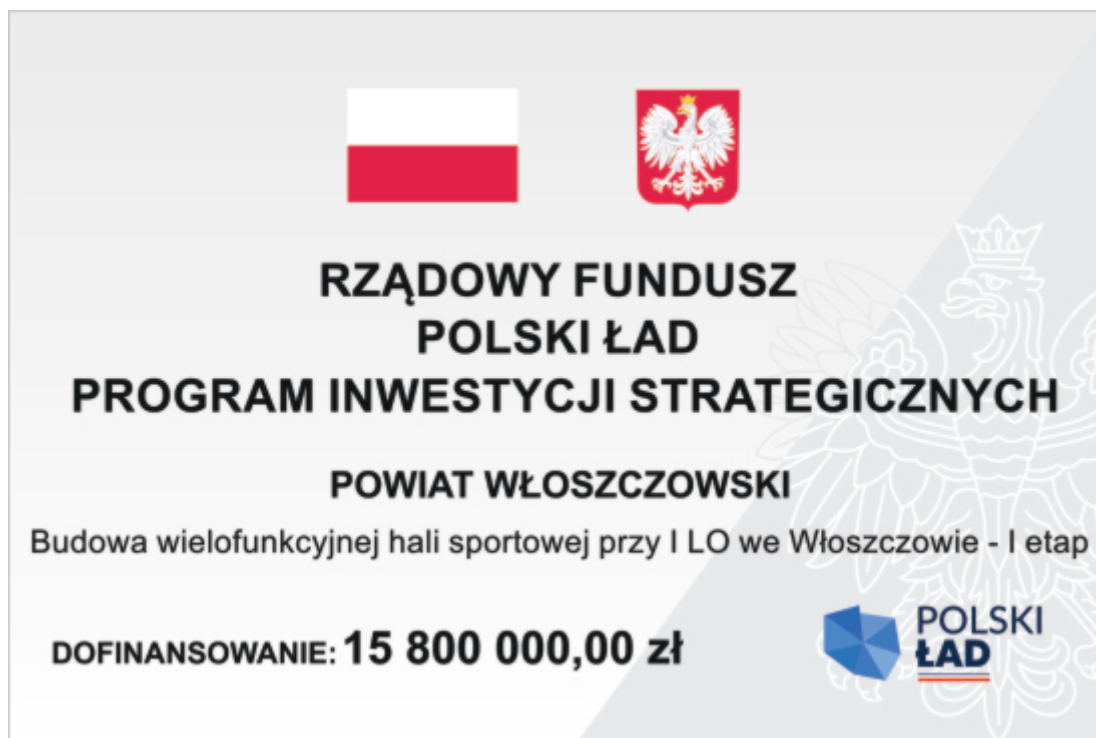 RZĄDOWY FUNDUSZ
POLSKI ŁAD
PROGRAM INWESTYCJI STRATEGICZNYCH
POWIAT WŁOSZCZOWSKI
Budowa wielofunkcyjnej hali sportowej przy I LO we Włoszczowie - I etap
DOFINANSOWANIE: 15 800 000,00 zł
POLSKI
ŁAD